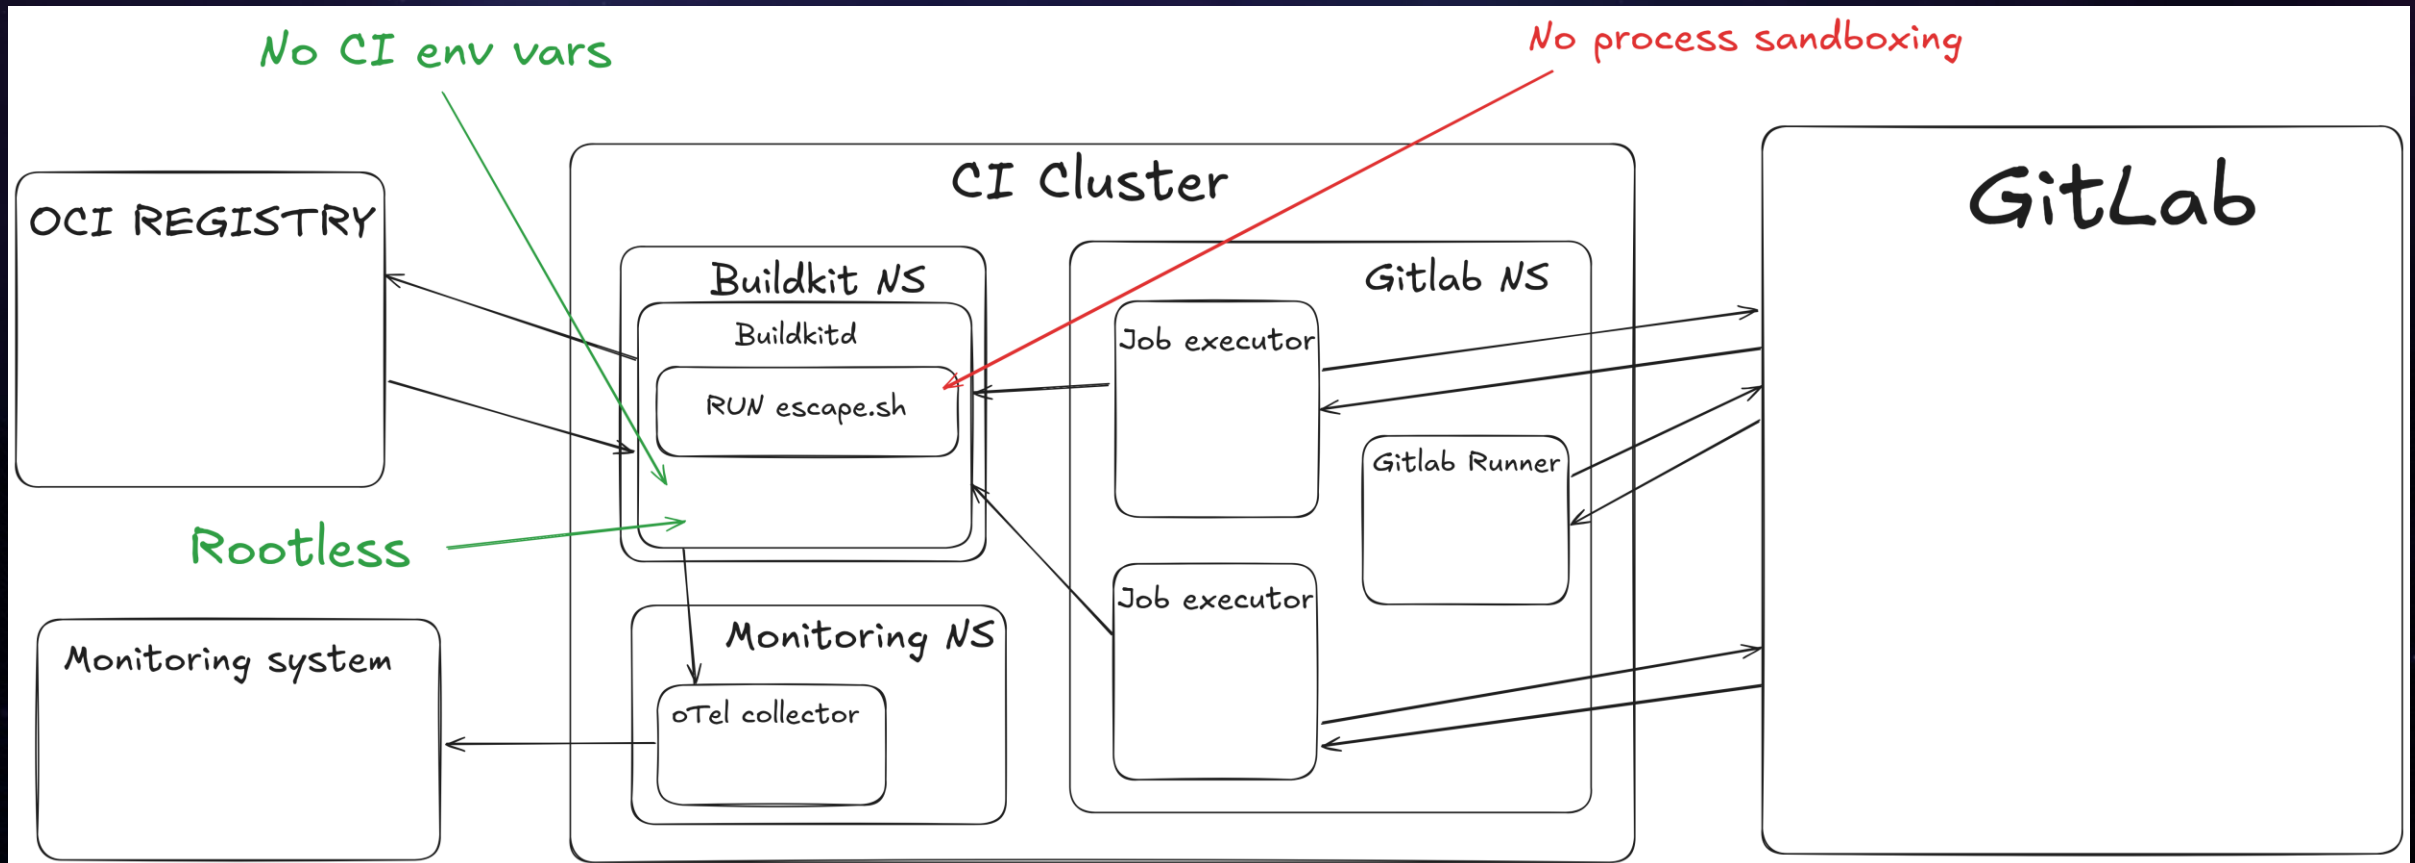 No CI env vars
No process sandboxing
OCI REGISTRY
CI Cluster
GitLab
Buildkit NS
Gitlab NS
Buildkitd
Job executor
RUN escape.sh
Gitlab Runner
Rootless
Job executor
Monitoring system
Monitoring NS
oTel collector